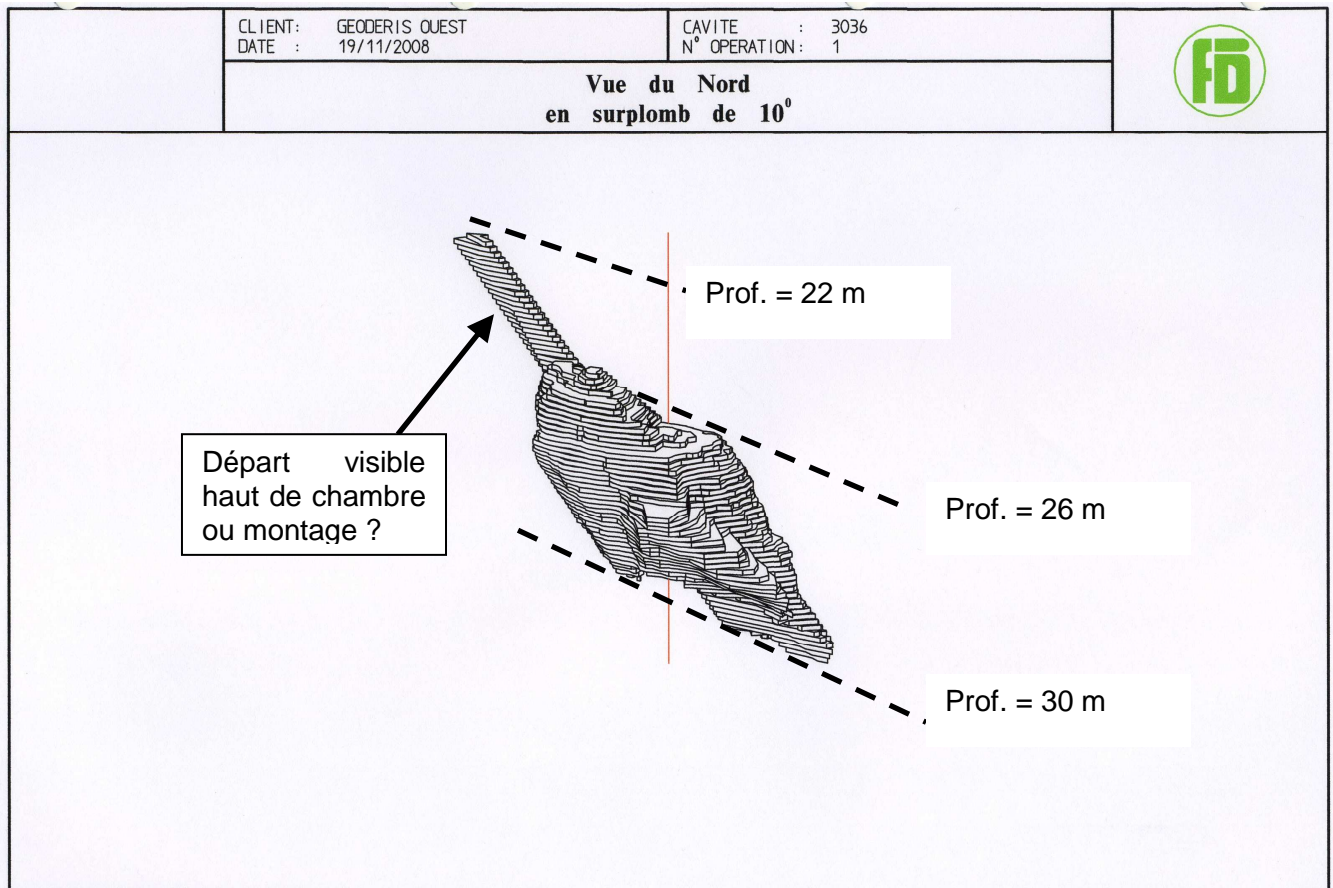 CLIENT: GEODERIS OUEST
DATE : 19/11/2008
CAVITE : 3036
N° OPERATION : 1
Vue du Nord
en surplomb de 10°
FD
Prof. = 22 m
Départ visible
haut de chambre
ou montage ?
Prof. = 26 m
Prof. = 30 m